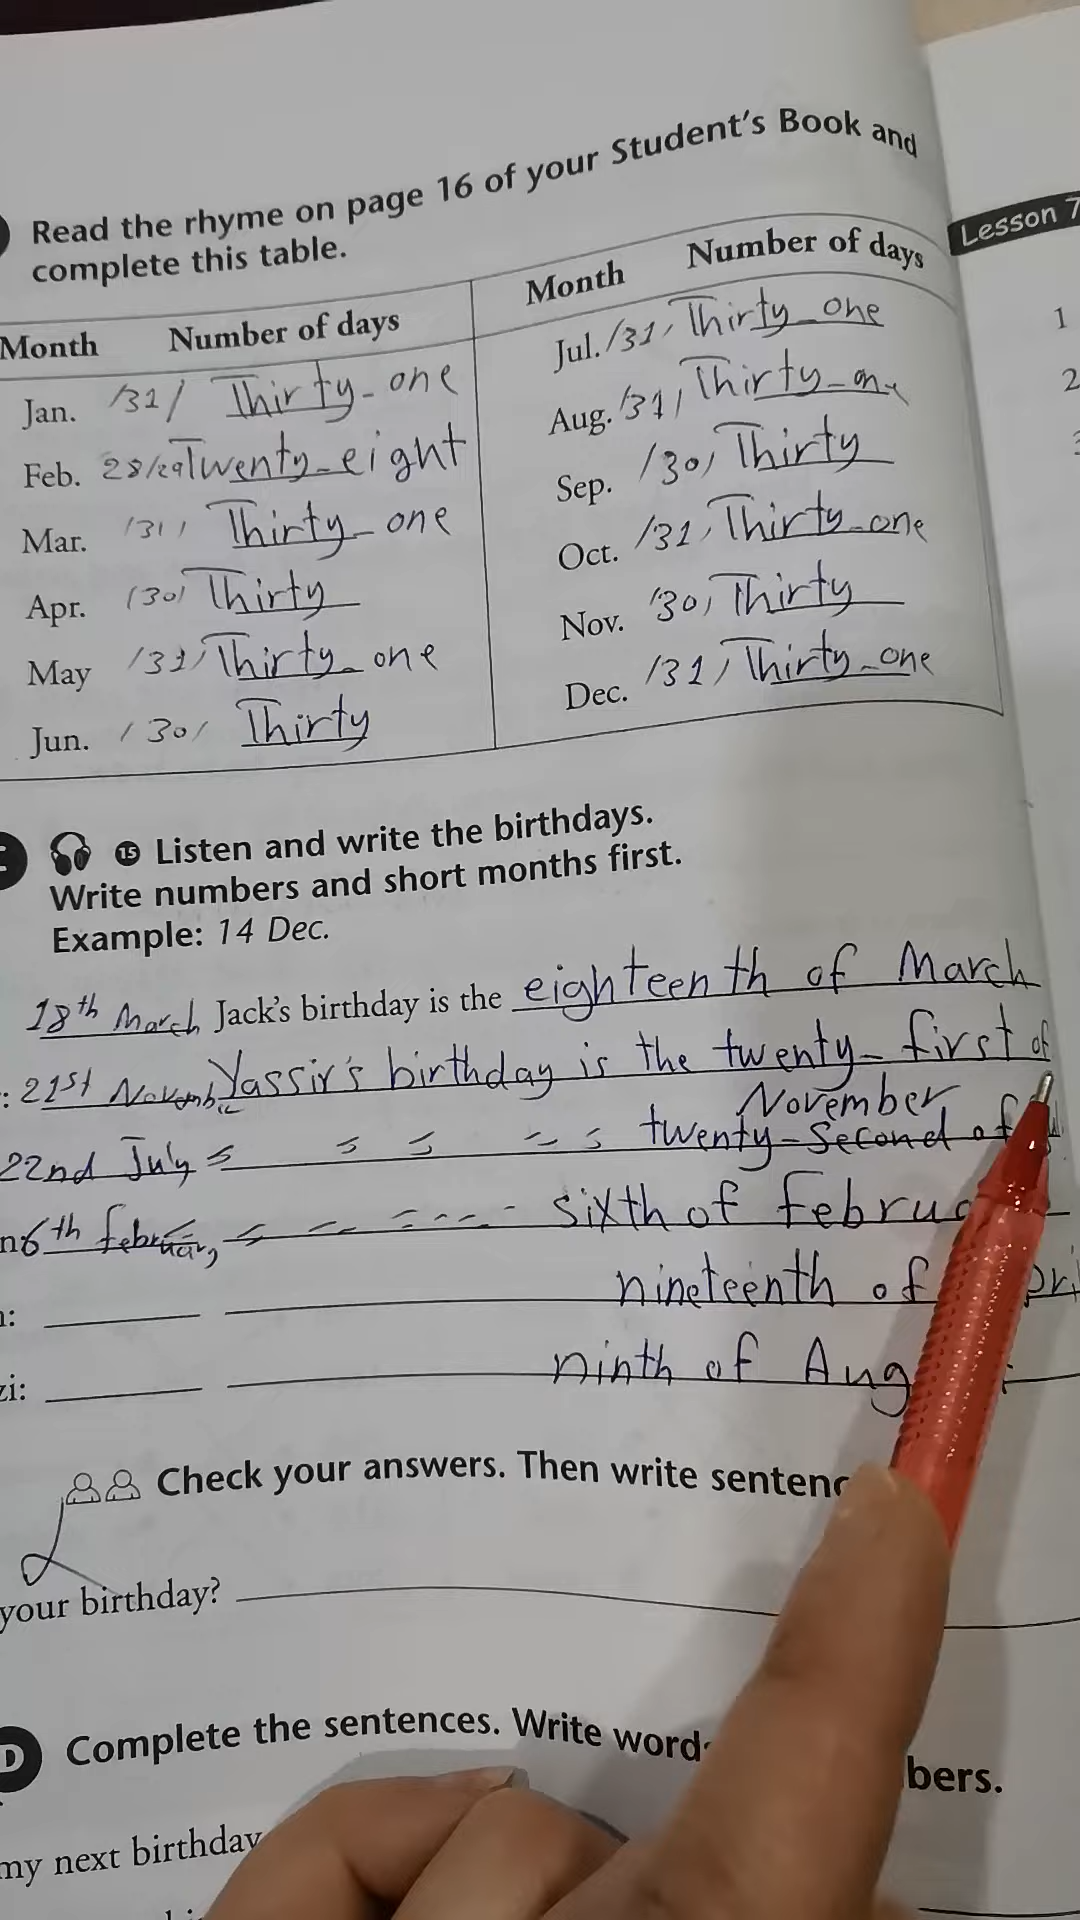 Read the rhyme on page 16 of your Student's Book and
complete this table.
Lesson 7
Month Number of days Month Number of days
Jan. /31/ Thirty-one Jul. /31/ Thirty-one
Feb. 28/29 Twenty-eight Aug. /31/ Thirty-one
Mar. /31/ Thirty-one Sep. /30/ Thirty
Apr. /30/ Thirty Oct. /31/ Thirty-one
May /31/ Thirty-one Nov. /30/ Thirty
Jun. /30/ Thirty Dec. /31/ Thirty-one
1
2
15 Listen and write the birthdays.
Write numbers and short months first.
Example: 14 Dec.
18th March Jack's birthday is the eighteenth of March
: 21st Yassir's birthday is the twenty-first of
November
22nd July twenty-second of
6th february sixth of
nineteenth of
zi: ninth of
Check your answers. Then write
your birthday?
D Complete the sentences. Write
my next birthday